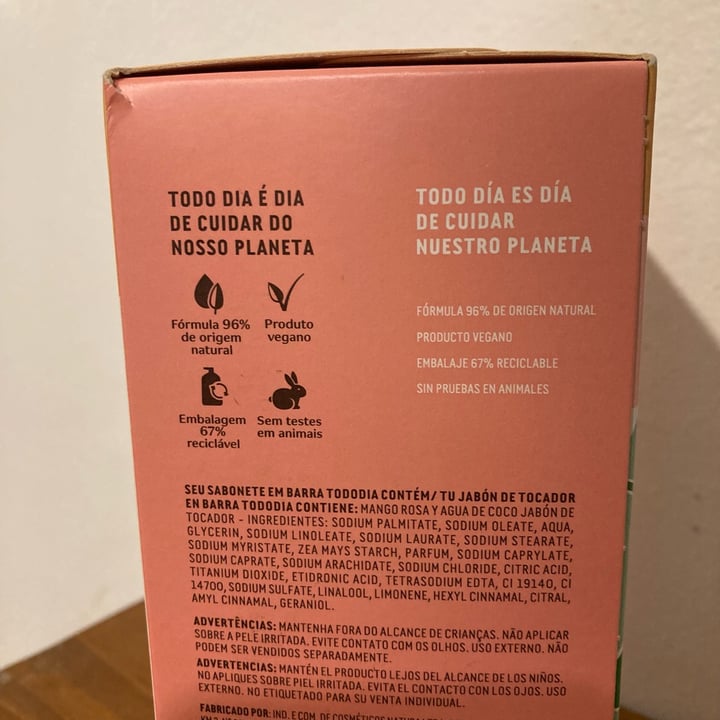 TODO DIA É DIA
DE CUIDAR DO
NOSSO PLANETA
Fórmula 96%
de origem
natural
Produto
vegano
Embalagem
67%
reciclável
Sem testes
em animais
TODO DÍA ES DÍA
DE CUIDAR
NUESTRO PLANETA
FÓRMULA 96% DE ORIGEN NATURAL
PRODUCTO VEGANO
EMBALAJE 67% RECICLABLE
SIN PRUEBAS EN ANIMALES
SEU SABONETE EM BARRA TODODIA CONTÉM/ TU JABÓN DE TOCADOR
EN BARRA TODODIA CONTIENE: MANGO ROSA Y AGUA DE COCO JABÓN DE
TOCADOR - INGREDIENTES: SODIUM PALMITATE, SODIUM OLEATE, AQUA,
GLYCERIN, SODIUM LINOLEATE, SODIUM LAURATE, SODIUM STEARATE,
SODIUM MYRISTATE, ZEA MAYS STARCH, PARFUM, SODIUM CAPRYLATE,
SODIUM CAPRATE, SODIUM ARACHIDATE, SODIUM CHLORIDE, CITRIC ACID,
TITANIUM DIOXIDE, ETIDRONIC ACID, TETRASODIUM EDTA, CI 19140, CI
14700, SODIUM SULFATE, LINALOOL, LIMONENE, HEXYL CINNAMAL, CITRAL,
AMYL CINNAMAL, GERANIOL.
ADVERTÊNCIAS: MANTENHA FORA DO ALCANCE DE CRIANÇAS. NÃO APLICAR
SOBRE A PELE IRRITADA. EVITE CONTATO COM OS OLHOS. USO EXTERNO. NÃO
PODEM SER VENDIDOS SEPARADAMENTE.
ADVERTENCIAS: MANTÉN EL PRODUCTO LEJOS DEL ALCANCE DE LOS NIÑOS.
NO APLIQUES SOBRE PIEL IRRITADA. EVITA EL CONTACTO CON LOS OJOS. USO
EXTERNO. NO ETIQUETADO PARA SU VENTA INDIVIDUAL.
FABRICADO POR: IND. E COM. DE COSMÉTICOS